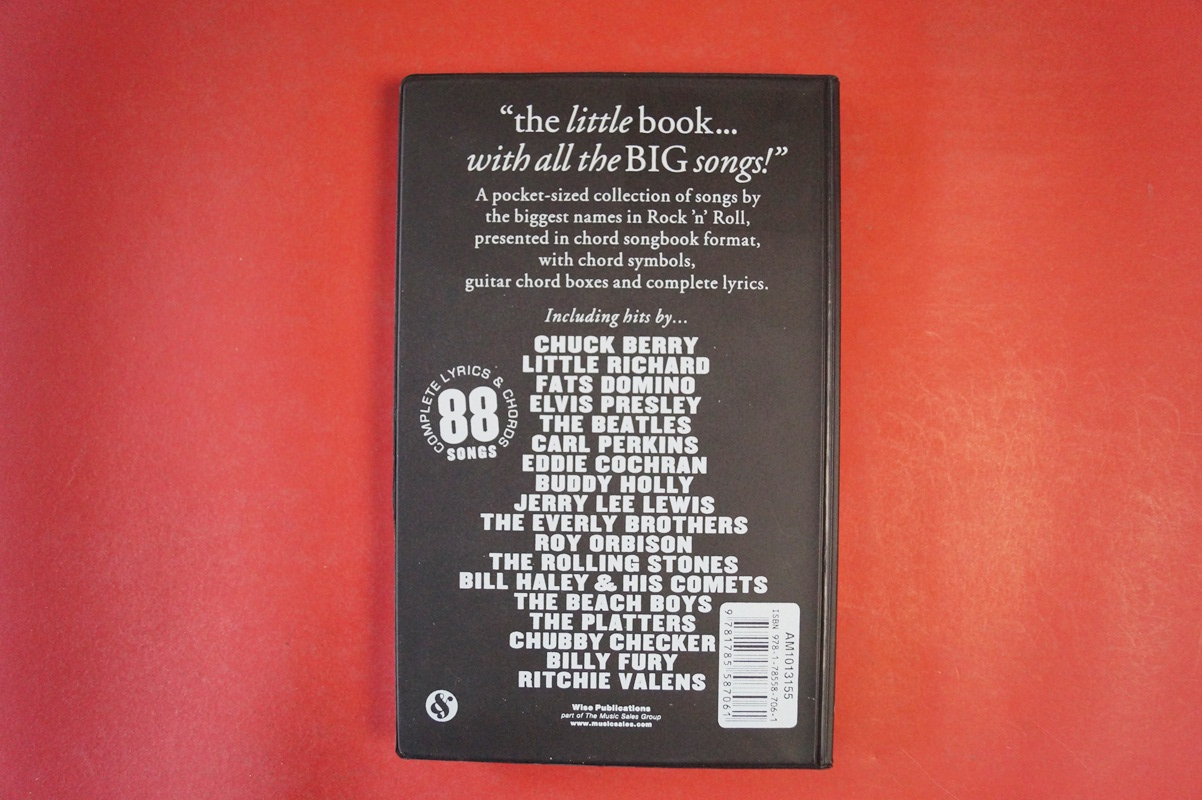 “the little book...
with all the BIG songs!”
A pocket-sized collection of songs by
the biggest names in Rock ’n’ Roll,
presented in chord songbook format,
with chord symbols,
guitar chord boxes and complete lyrics.
Including hits by...
CHUCK BERRY
LITTLE RICHARD
FATS DOMINO
ELVIS PRESLEY
THE BEATLES
CARL PERKINS
EDDIE COCHRAN
BUDDY HOLLY
JERRY LEE LEWIS
THE EVERLY BROTHERS
ROY ORBISON
THE ROLLING STONES
BILL HALEY & HIS COMETS
THE BEACH BOYS
THE PLATTERS
CHUBBY CHECKER
BILLY FURY
RITCHIE VALENS
COMPLETE LYRICS & CHORDS
88
SONGS
&
Wise Publications
part of The Music Sales Group
www.musicsales.com
AM1013155
ISBN 978-1-78558-706-1
9 781785 587061